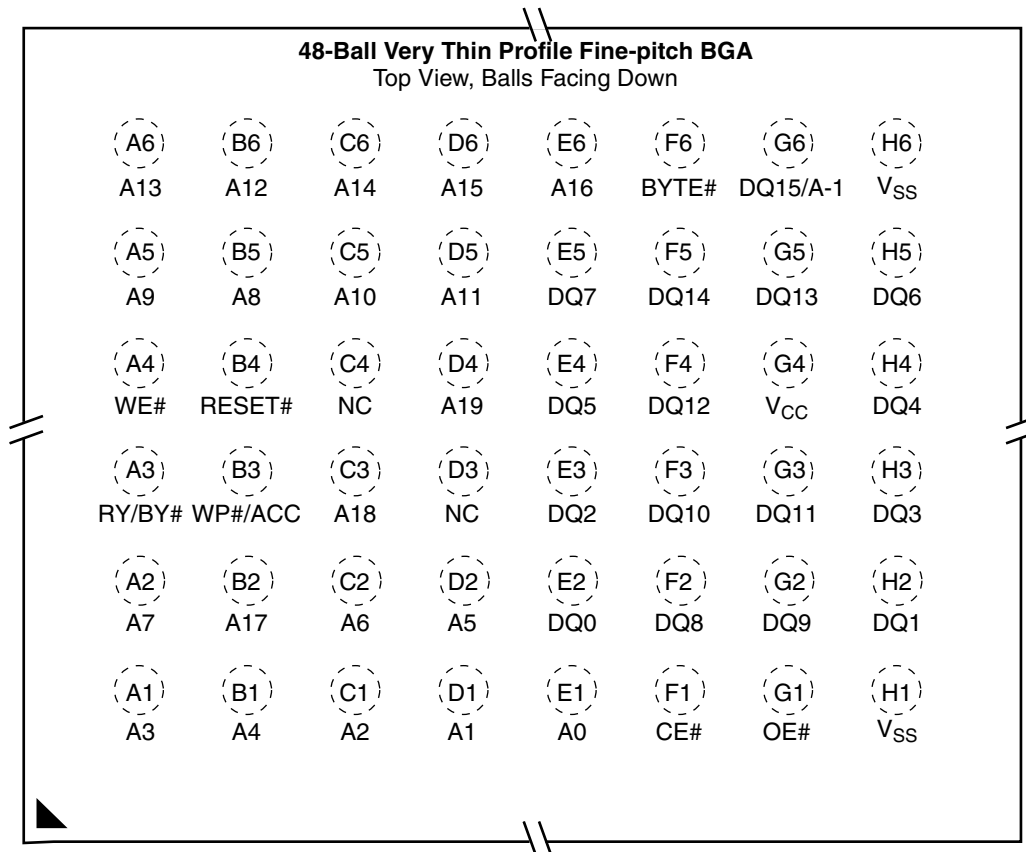 48-Ball Very Thin Profile Fine-pitch BGA
Top View, Balls Facing Down
A6 B6 C6 D6 E6 F6 G6 H6
A13 A12 A14 A15 A16 BYTE# DQ15/A-1 VSS
A5 B5 C5 D5 E5 F5 G5 H5
A9 A8 A10 A11 DQ7 DQ14 DQ13 DQ6
A4 B4 C4 D4 E4 F4 G4 H4
WE# RESET# NC A19 DQ5 DQ12 VCC DQ4
A3 B3 C3 D3 E3 F3 G3 H3
RY/BY# WP#/ACC A18 NC DQ2 DQ10 DQ11 DQ3
A2 B2 C2 D2 E2 F2 G2 H2
A7 A17 A6 A5 DQ0 DQ8 DQ9 DQ1
A1 B1 C1 D1 E1 F1 G1 H1
A3 A4 A2 A1 A0 CE# OE# VSS